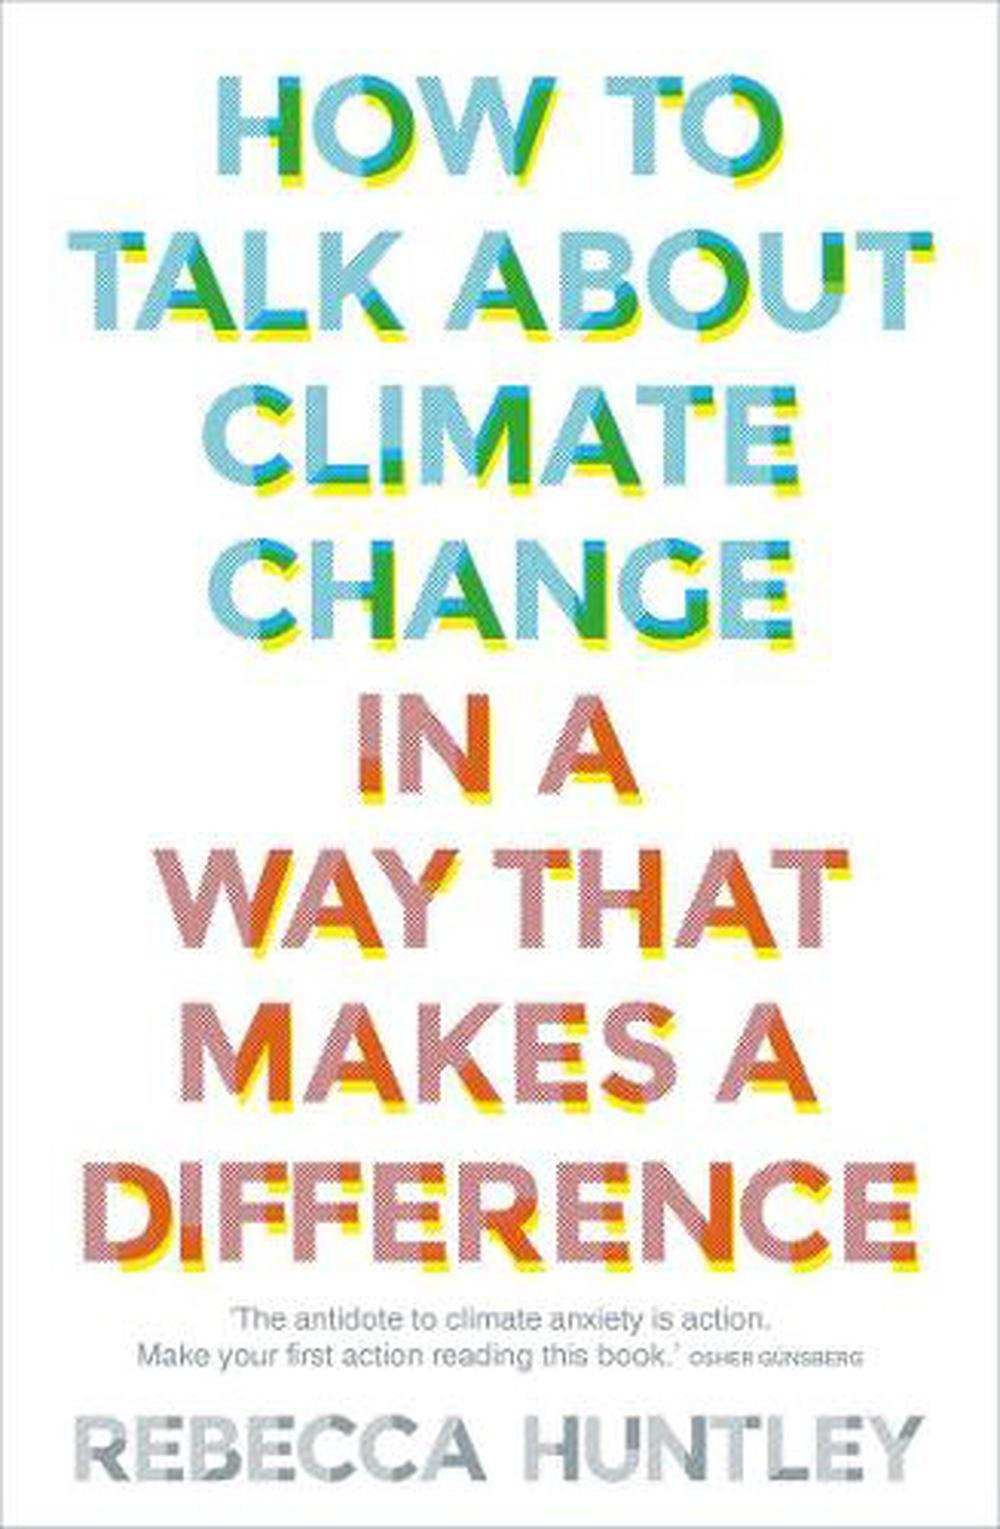 HOW TO
TALK ABOUT
CLIMATE
CHANGE
IN A
WAY THAT
MAKES A
DIFFERENCE
'The antidote to climate anxiety is action.
Make your first action reading this book.' OSHER GÜNSBERG
REBECCA HUNTLEY